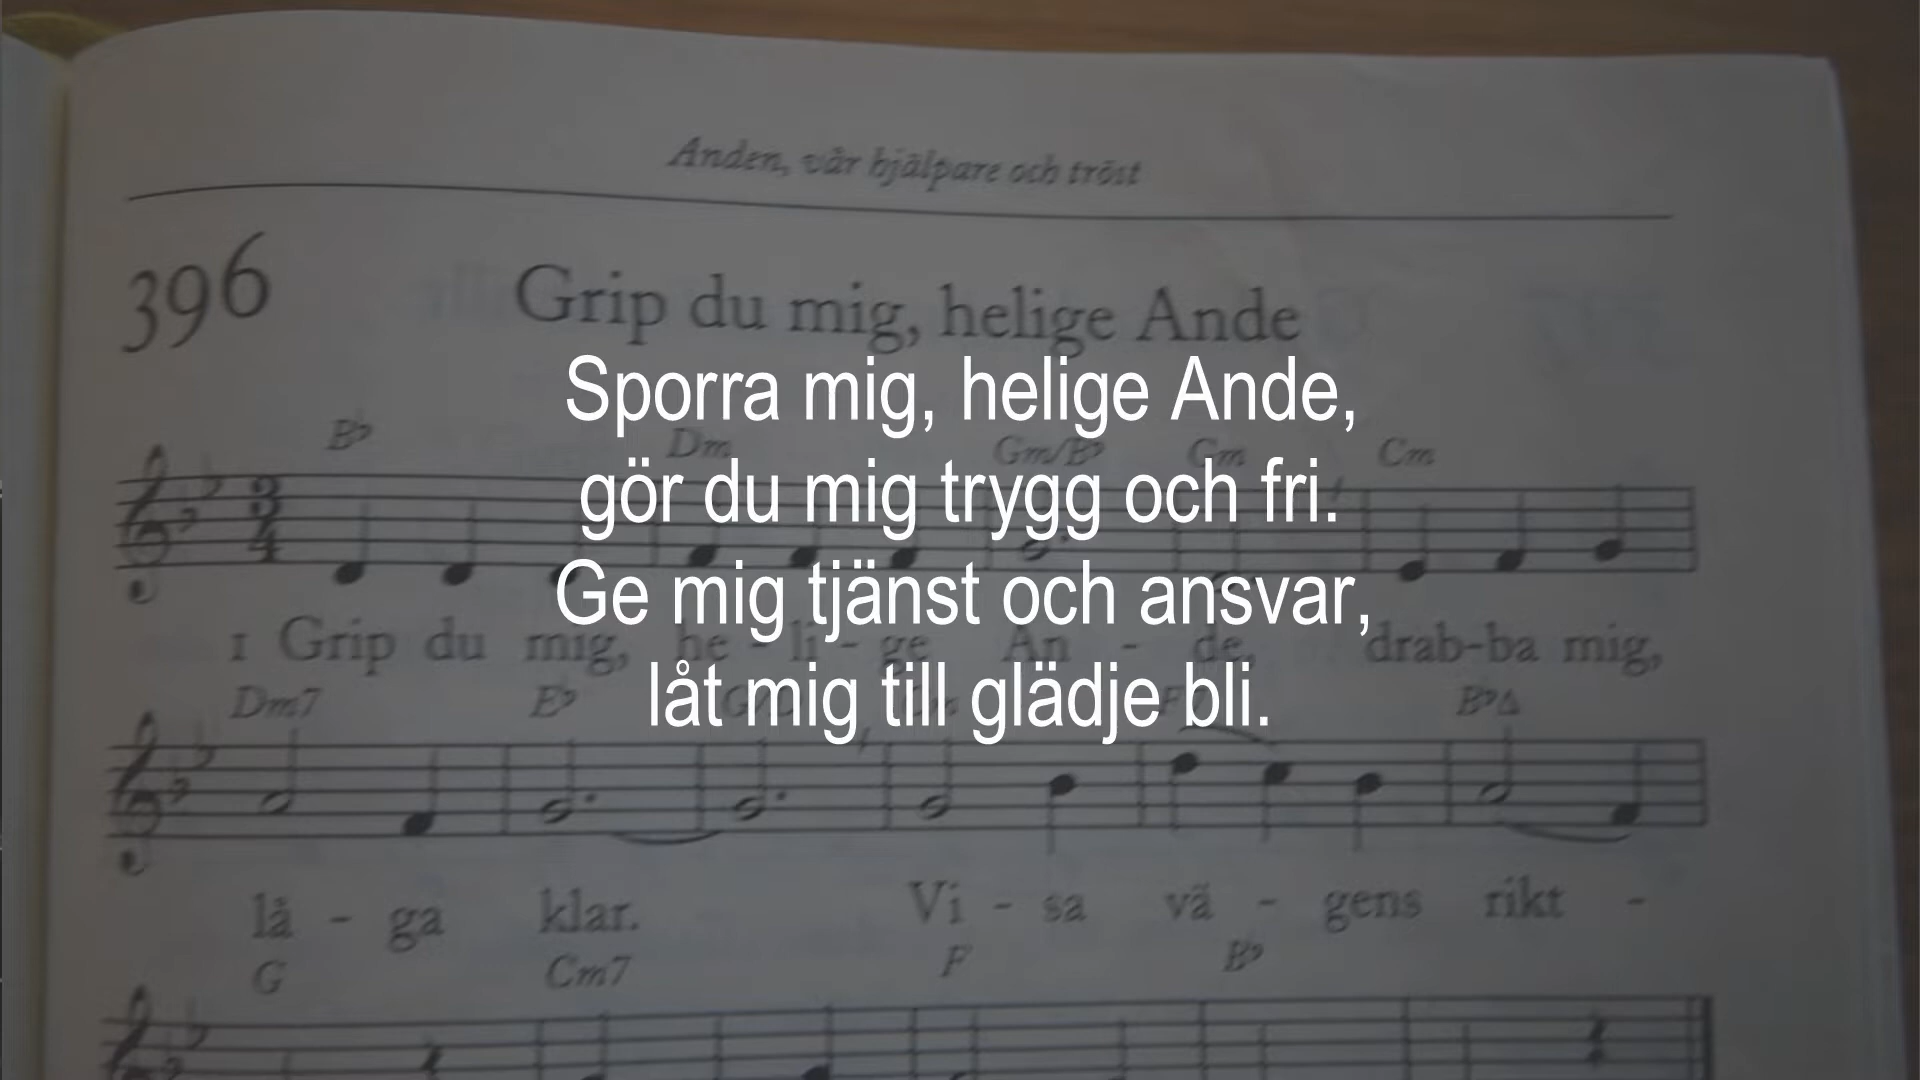 Anden, vår hjälpare och tröst
396
Grip du mig, helige Ande
Sporra mig, helige Ande,
B♭ Dm Gm/B♭ Gm Cm
gör du mig trygg och fri.
3
4
Ge mig tjänst och ansvar,
1 Grip du mig, he - li - ge An - de, drab-ba mig,
låt mig till glädje bli.
Dm7 E♭ B♭Δ
lå - ga klar. Vi - sa vä - gens rikt -
G Cm7 F B♭